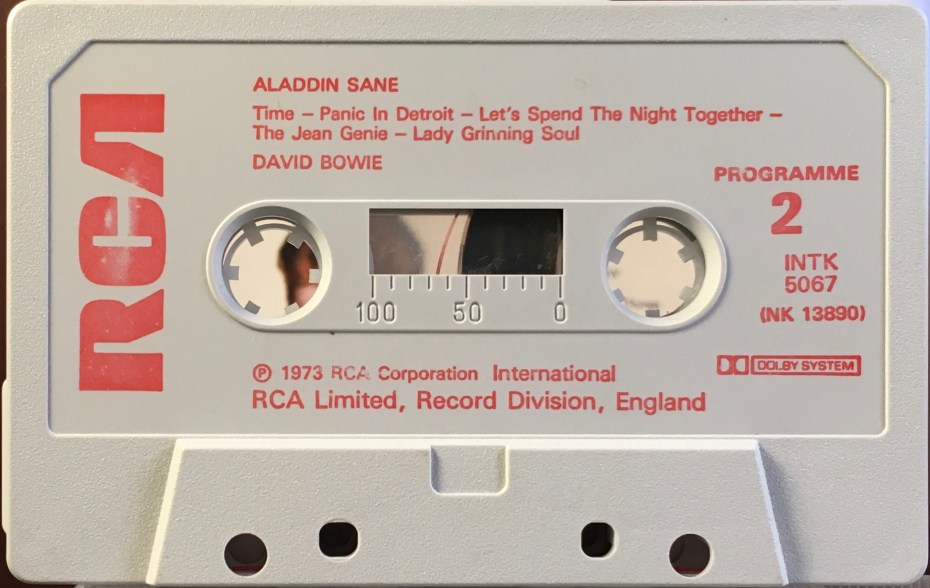 RCA
ALADDIN SANE
Time – Panic In Detroit – Let's Spend The Night Together –
The Jean Genie – Lady Grinning Soul
DAVID BOWIE
PROGRAMME
2
INTK
5067
(NK 13890)
100 50 0
DOLBY SYSTEM
℗ 1973 RCA Corporation International
RCA Limited, Record Division, England